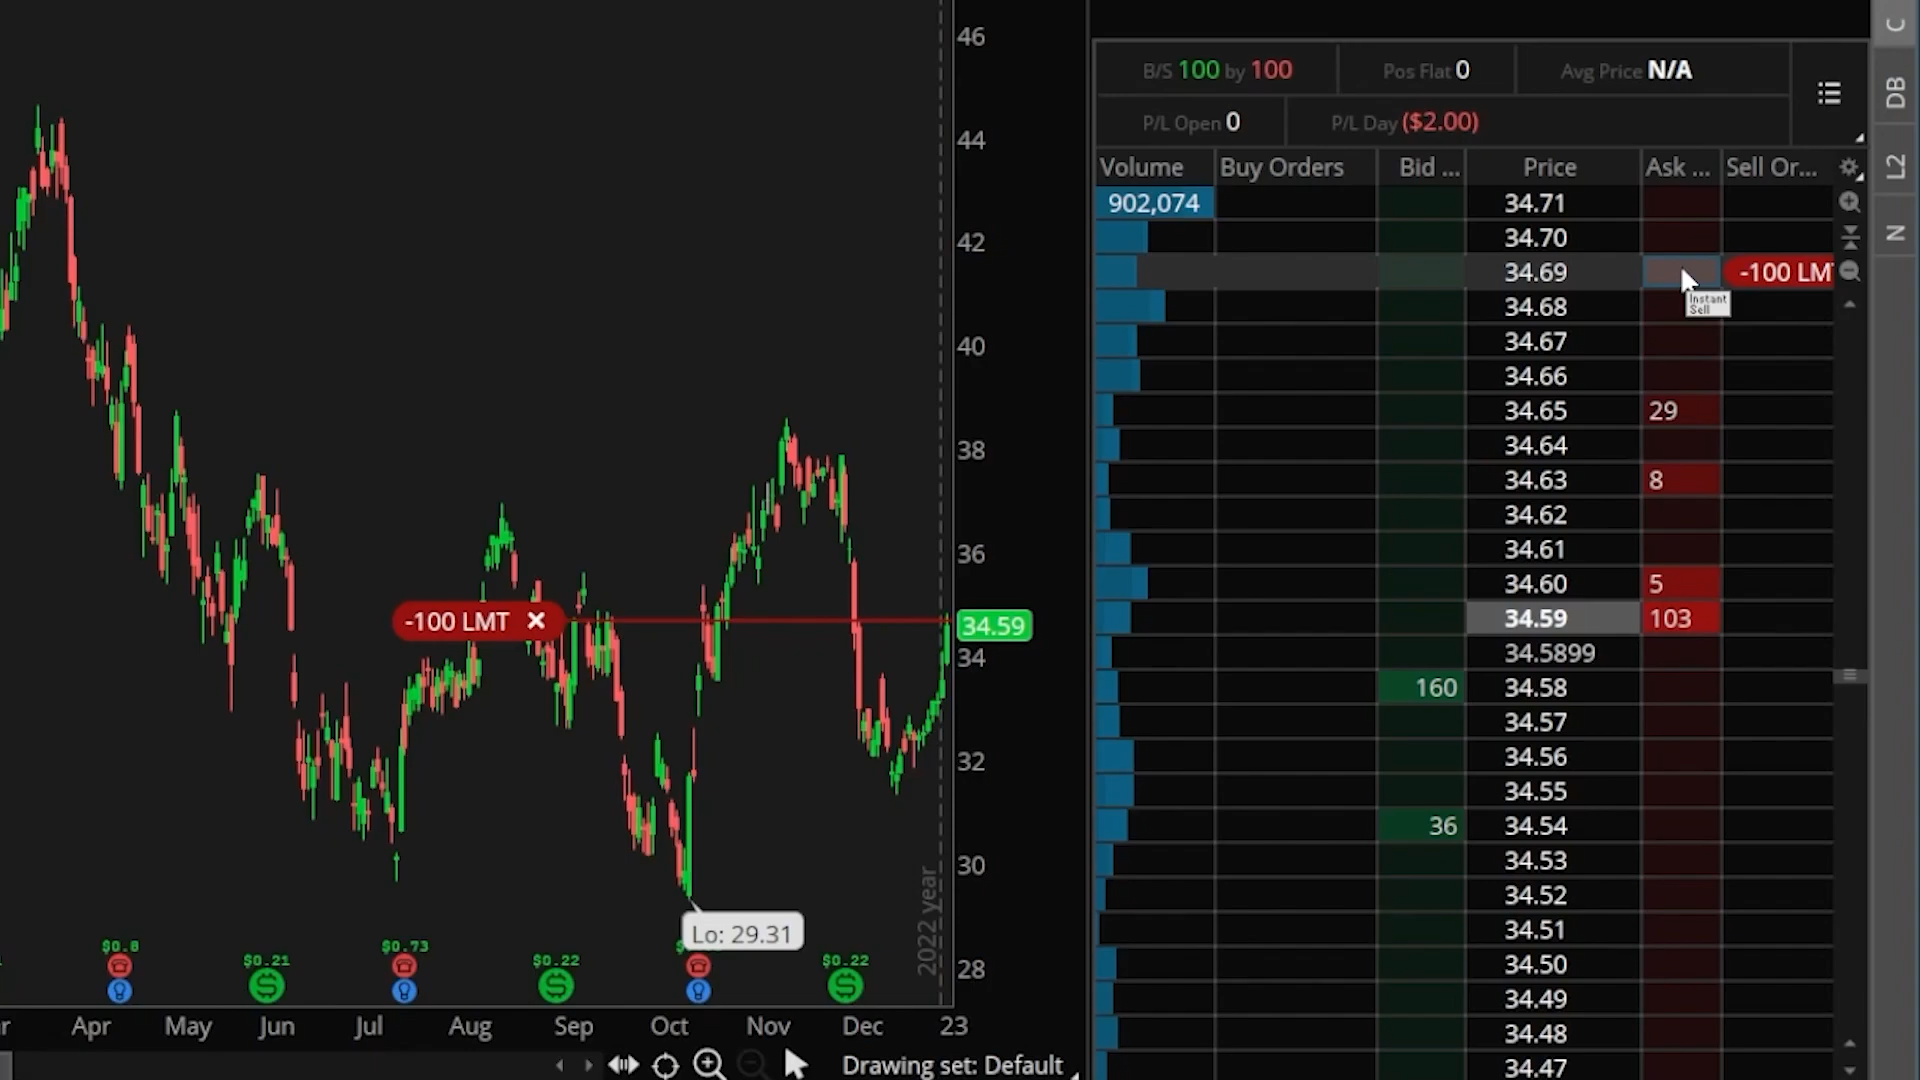 46
44
42
40
38
36
34.59
34
32
30
28
-100 LMT ×
Lo: 29.31
2022 year
$0.8
$0.21
$0.73
$0.22
$0.22
Apr May Jun Jul Aug Sep Oct Nov Dec 23
Drawing set: Default
B/S 100 by 100 Pos Flat 0 Avg Price N/A
P/L Open 0 P/L Day ($2.00)
Volume Buy Orders Bid ... Price Ask ... Sell Or...
902,074 34.71
34.70
34.69 -100 LM
Instant
Sell
34.68
34.67
34.66
34.65 29
34.64
34.63 8
34.62
34.61
34.60 5
34.59 103
34.5899
160 34.58
34.57
34.56
34.55
36 34.54
34.53
34.52
34.51
34.50
34.49
34.48
34.47
C
DB
L2
N